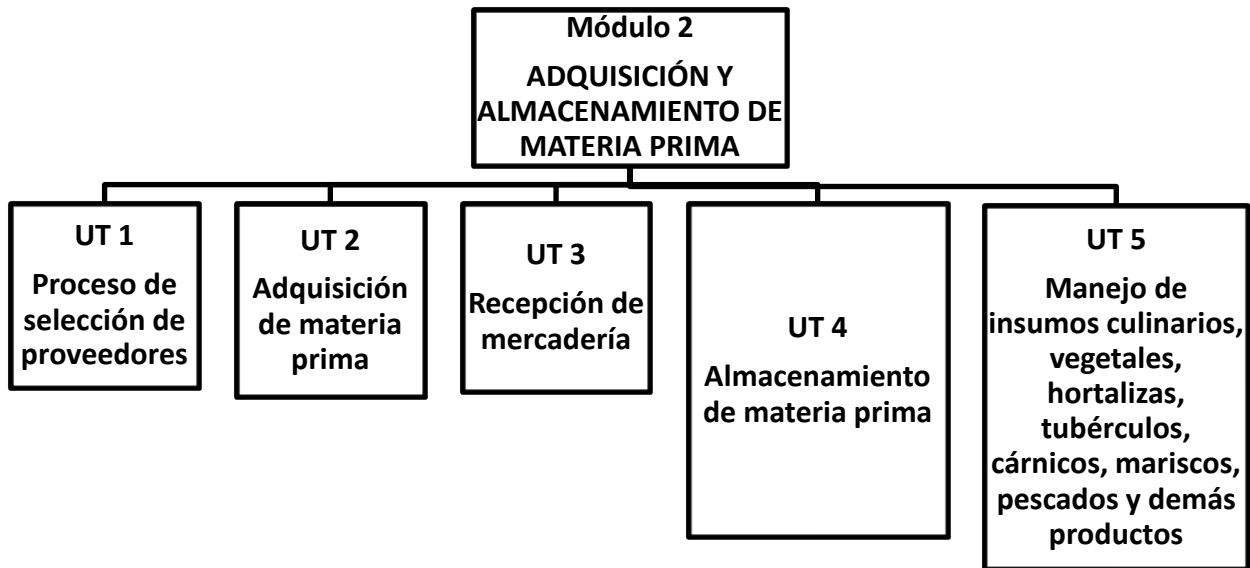 Módulo 2
ADQUISICIÓN Y
ALMACENAMIENTO DE
MATERIA PRIMA
UT 1
Proceso de
selección de
proveedores
UT 2
Adquisición
de materia
prima
UT 3
Recepción de
mercadería
UT 4
Almacenamiento
de materia prima
UT 5
Manejo de
insumos culinarios,
vegetales,
hortalizas,
tubérculos,
cárnicos, mariscos,
pescados y demás
productos